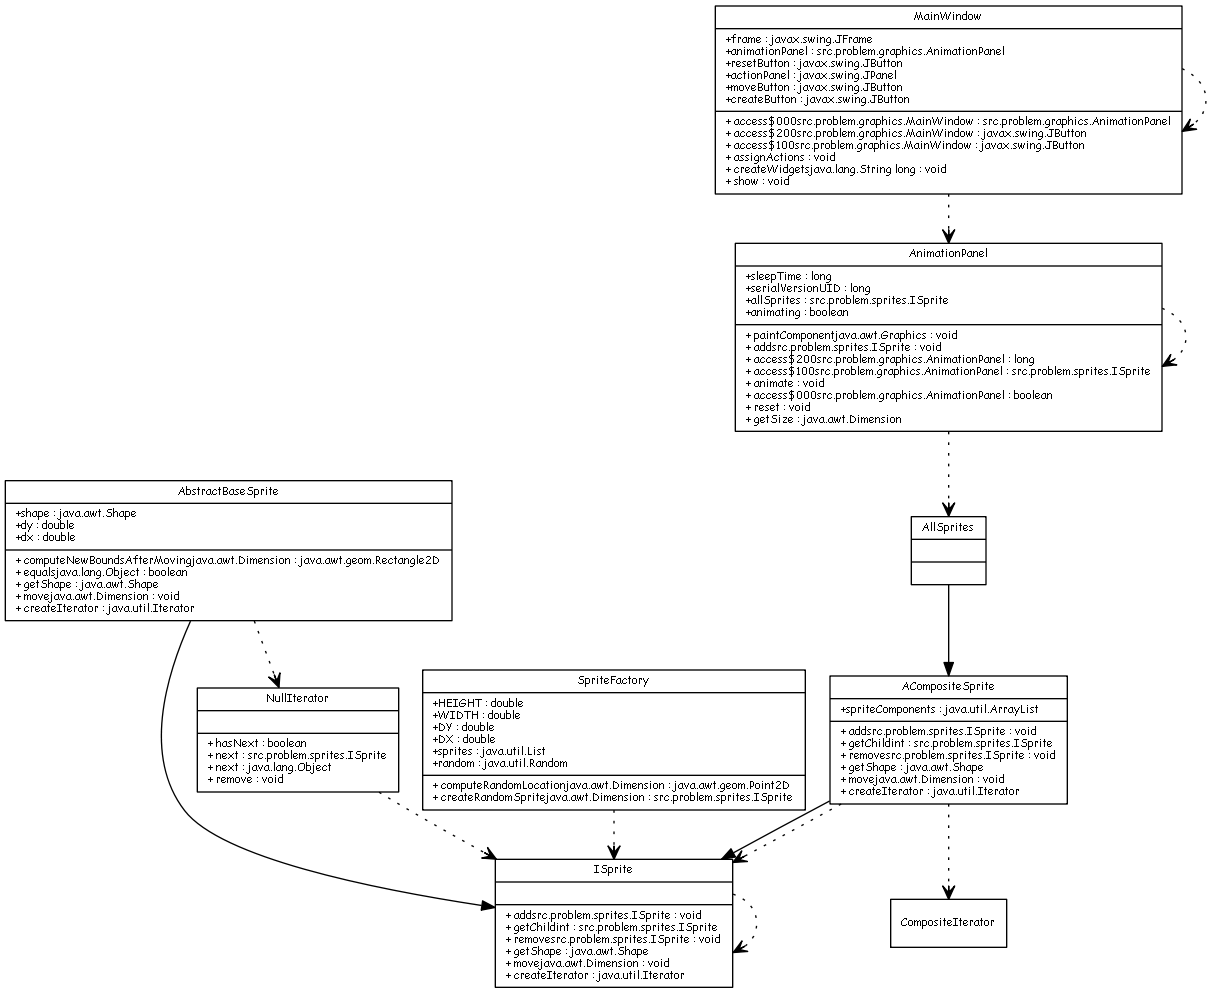 MainWindow
+frame : javax.swing.JFrame
+animationPanel : src.problem.graphics.AnimationPanel
+resetButton : javax.swing.JButton
+actionPanel : javax.swing.JPanel
+moveButton : javax.swing.JButton
+createButton : javax.swing.JButton
+ access$000src.problem.graphics.MainWindow : src.problem.graphics.AnimationPanel
+ access$200src.problem.graphics.MainWindow : javax.swing.JButton
+ access$100src.problem.graphics.MainWindow : javax.swing.JButton
+ assignActions : void
+ createWidgetsjava.lang.String long : void
+ show : void
AnimationPanel
+sleepTime : long
+serialVersionUID : long
+allSprites : src.problem.sprites.ISprite
+animating : boolean
+ paintComponentjava.awt.Graphics : void
+ addsrc.problem.sprites.ISprite : void
+ access$200src.problem.graphics.AnimationPanel : long
+ access$100src.problem.graphics.AnimationPanel : src.problem.sprites.ISprite
+ animate : void
+ access$000src.problem.graphics.AnimationPanel : boolean
+ reset : void
+ getSize : java.awt.Dimension
AbstractBaseSprite
+shape : java.awt.Shape
+dy : double
+dx : double
+ computeNewBoundsAfterMovingjava.awt.Dimension : java.awt.geom.Rectangle2D
+ equalsjava.lang.Object : boolean
+ getShape : java.awt.Shape
+ movejava.awt.Dimension : void
+ createIterator : java.util.Iterator
AllSprites
NullIterator
+ hasNext : boolean
+ next : src.problem.sprites.ISprite
+ next : java.lang.Object
+ remove : void
SpriteFactory
+HEIGHT : double
+WIDTH : double
+DY : double
+DX : double
+sprites : java.util.List
+random : java.util.Random
+ computeRandomLocationjava.awt.Dimension : java.awt.geom.Point2D
+ createRandomSpritejava.awt.Dimension : src.problem.sprites.ISprite
ACompositeSprite
+spriteComponents : java.util.ArrayList
+ addsrc.problem.sprites.ISprite : void
+ getChildint : src.problem.sprites.ISprite
+ removesrc.problem.sprites.ISprite : void
+ getShape : java.awt.Shape
+ movejava.awt.Dimension : void
+ createIterator : java.util.Iterator
ISprite
+ addsrc.problem.sprites.ISprite : void
+ getChildint : src.problem.sprites.ISprite
+ removesrc.problem.sprites.ISprite : void
+ getShape : java.awt.Shape
+ movejava.awt.Dimension : void
+ createIterator : java.util.Iterator
CompositeIterator